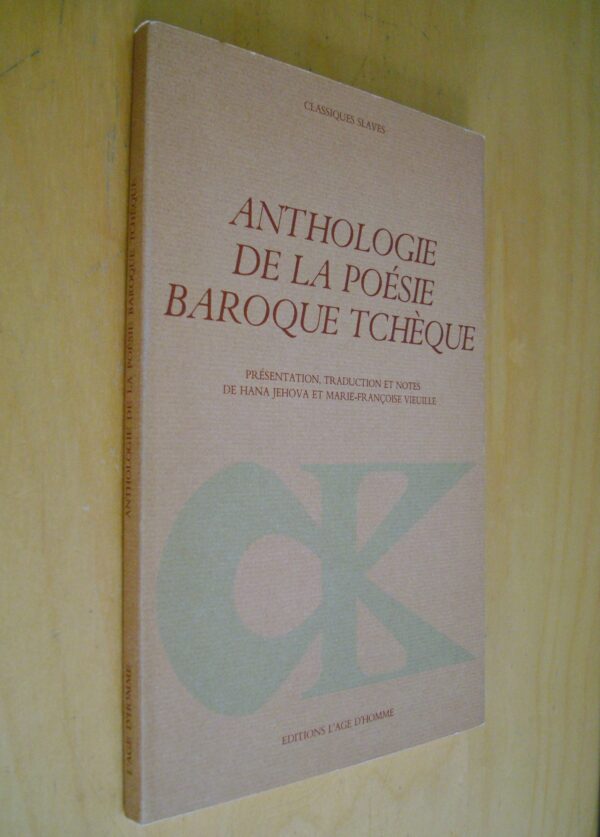 CLASSIQUES SLAVES
ANTHOLOGIE
DE LA POÉSIE
BAROQUE TCHÈQUE
PRÉSENTATION, TRADUCTION ET NOTES
DE HANA JEHOVA ET MARIE-FRANÇOISE VIEUILLE
EDITIONS L'AGE D'HOMME
ANTHOLOGIE DE LA POÉSIE BAROQUE TCHÈQUE
L'AGE D'HOMME